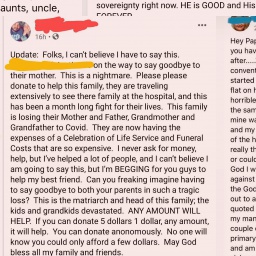 aunts, uncle,
sovereignty right now. HE is GOOD and His
FOREVER
16h
Update: Folks, I can't believe I have to say this.
on the way to say goodbye to
their mother. This is a nightmare. Please please
donate to help this family, they are traveling
extensively to see there family at the hospital, and this
has been a month long fight for their lives. This family
is losing their Mother and Father, Grandmother and
Grandfather to Covid. They are now having the
expenses of a Celebration of Life Service and Funeral
Costs that are so expensive. I never ask for money,
help, but I've helped a lot of people, and I can't believe I
am going to say this, but I'm BEGGING for you guys to
help my best friend. Can you freaking imagine having
to say goodbye to both your parents in such a tragic
loss? This is the matriarch and head of this family; the
kids and grandkids devastated. ANY AMOUNT WILL
HELP. If you can donate 5 dollars 1 dollar, any amount,
it will help. You can donate anonomously. No one will
know you could only afford a few dollars. May God
bless all my family and friends.
after
Hey Pap
you hav
after
conveni
started
flat on h
horrible
the sam
mine wa
and my
of the h
really th
or could
God I w
against
the God
out to a
quoted
my man
couple
primary
and am